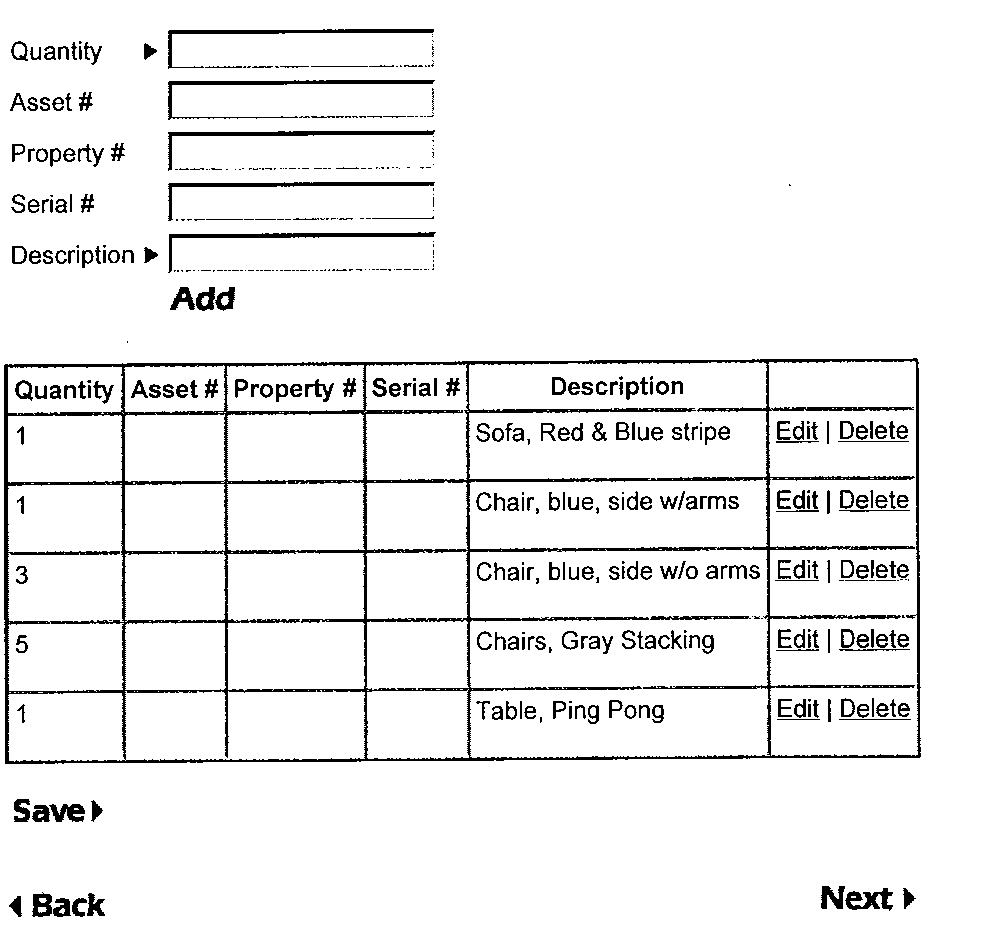 Quantity ▶
Asset #
Property #
Serial #
Description ▶
Add
Quantity Asset # Property # Serial # Description
1 Sofa, Red & Blue stripe Edit | Delete
1 Chair, blue, side w/arms Edit | Delete
3 Chair, blue, side w/o arms Edit | Delete
5 Chairs, Gray Stacking Edit | Delete
1 Table, Ping Pong Edit | Delete
Save ▶
◀ Back Next ▶